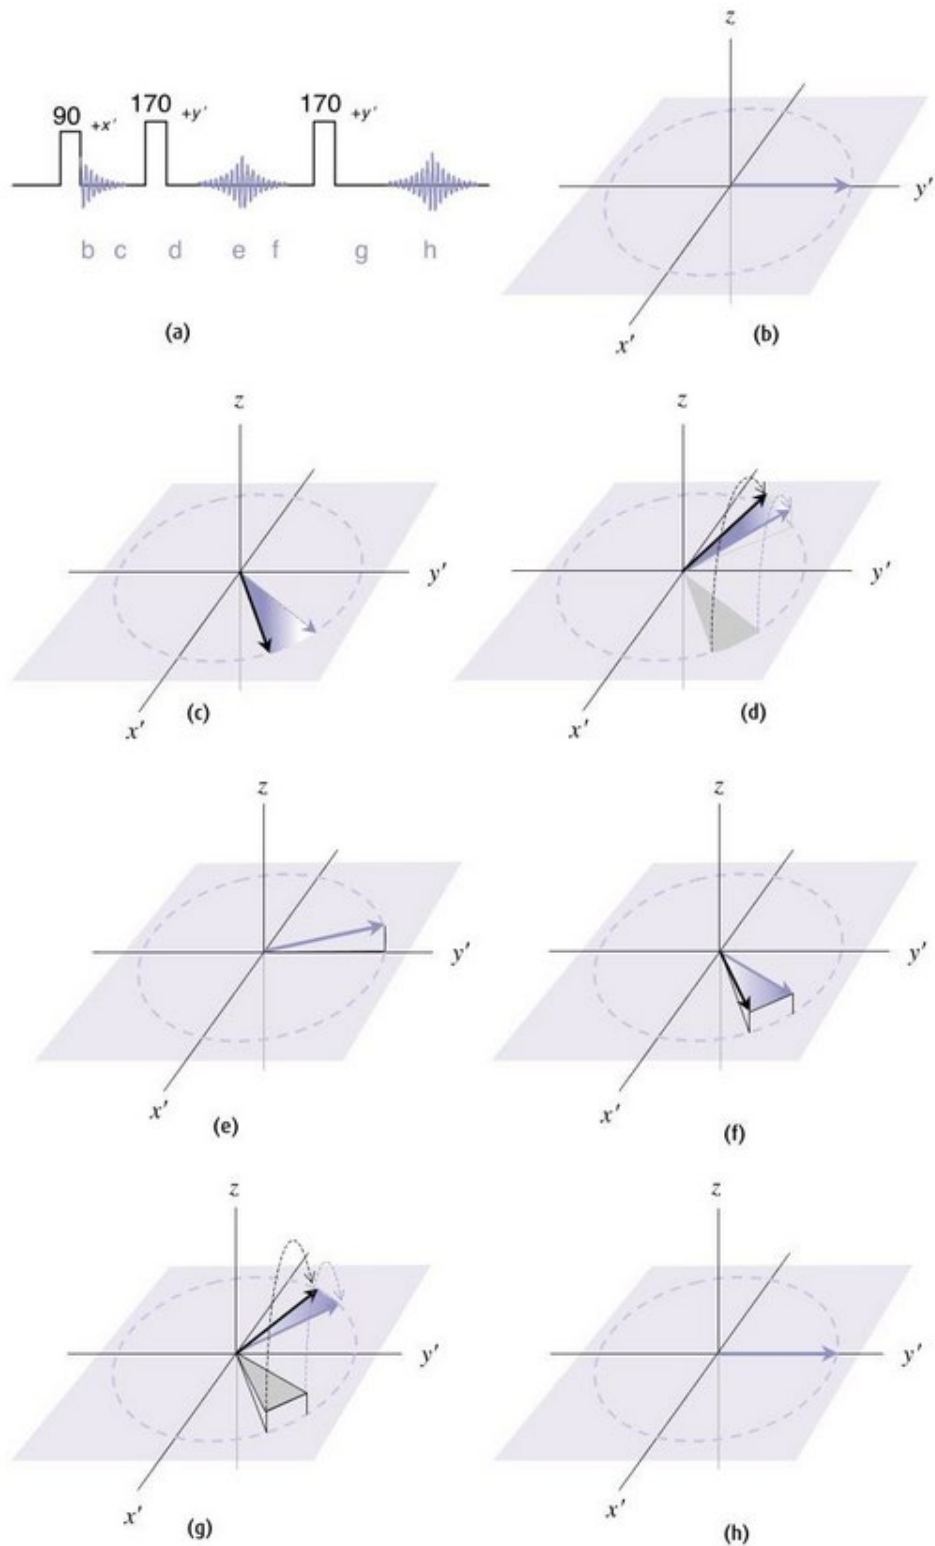 90 +x′
170 +y′
170 +y′
b c d e f g h
(a)
z
y′
x′
(b)
z
y′
x′
(c)
z
y′
x′
(d)
z
y′
x′
(e)
z
y′
x′
(f)
z
y′
x′
(g)
z
y′
x′
(h)